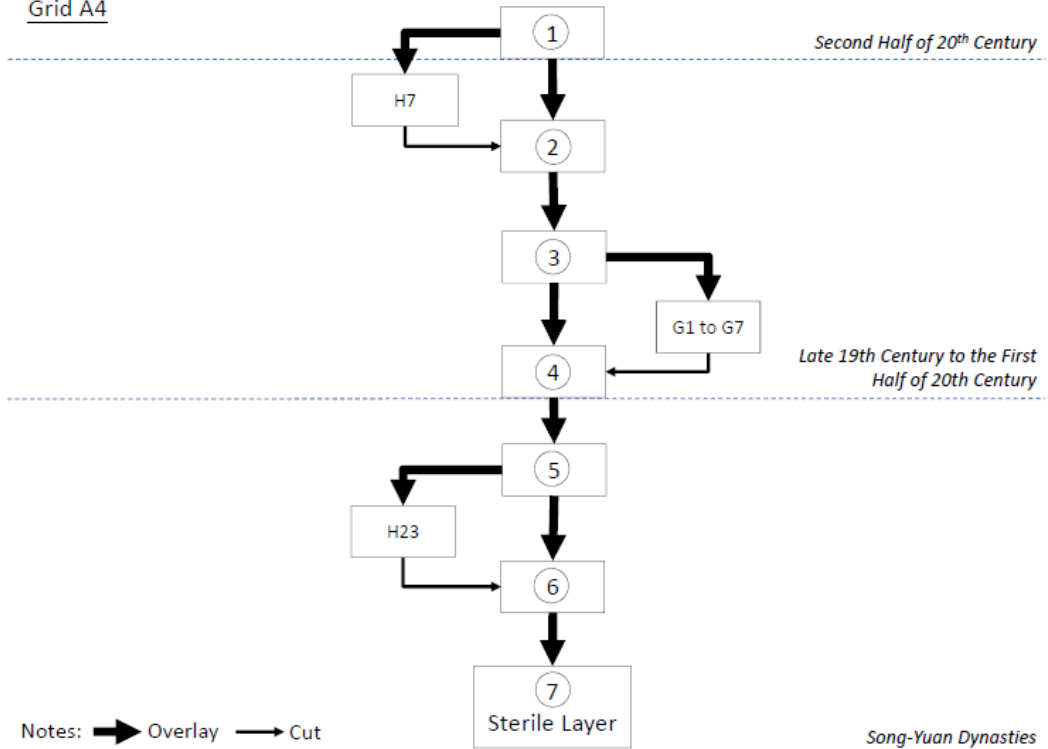 Grid A4
1
Second Half of 20th Century
H7
2
3
G1 to G7
Late 19th Century to the First
Half of 20th Century
4
5
H23
6
7
Sterile Layer
Notes: Overlay Cut
Song-Yuan Dynasties